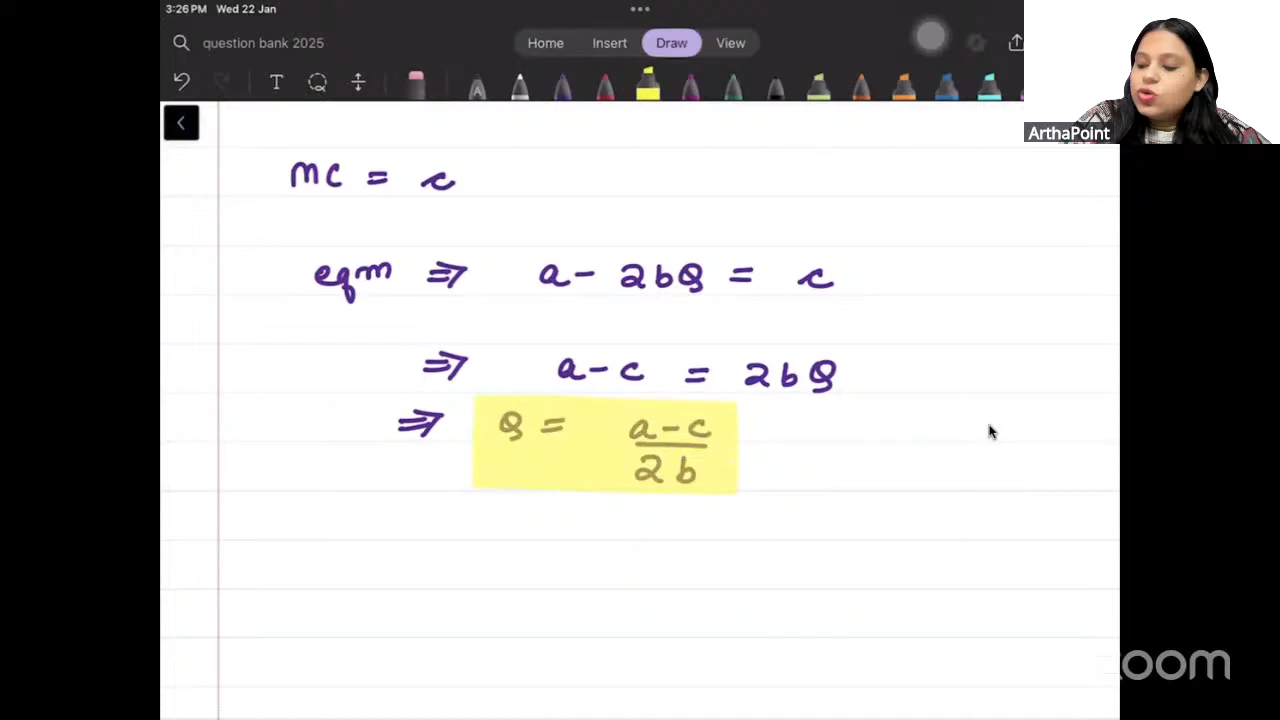 3:26 PM Wed 22 Jan
question bank 2025
Home Insert Draw View
T
A
ArthaPoint
MC = c
eqm ⇒ a - 2bQ = c
⇒ a - c = 2bQ
⇒ Q = a - c
2b
zoom